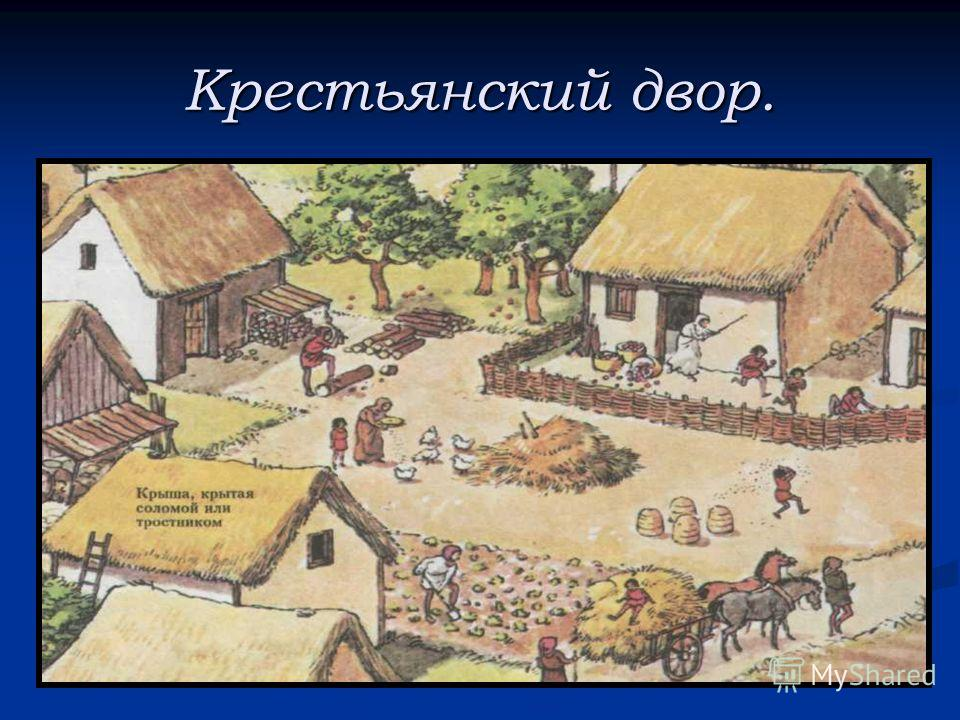 Крестьянский двор.
Крыша, крытая
соломой или
тростником
MyShared